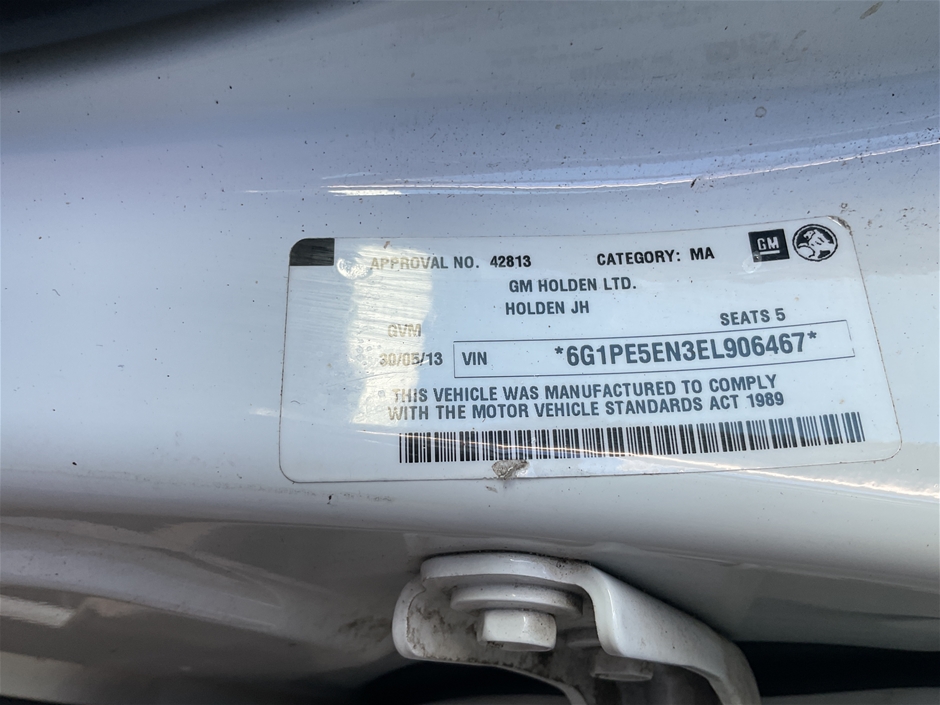 APPROVAL NO. 42813 CATEGORY: MA GM
GM HOLDEN LTD.
HOLDEN JH
SEATS 5
GVM
30/05/13 VIN *6G1PE5EN3EL906467*
THIS VEHICLE WAS MANUFACTURED TO COMPLY
WITH THE MOTOR VEHICLE STANDARDS ACT 1989